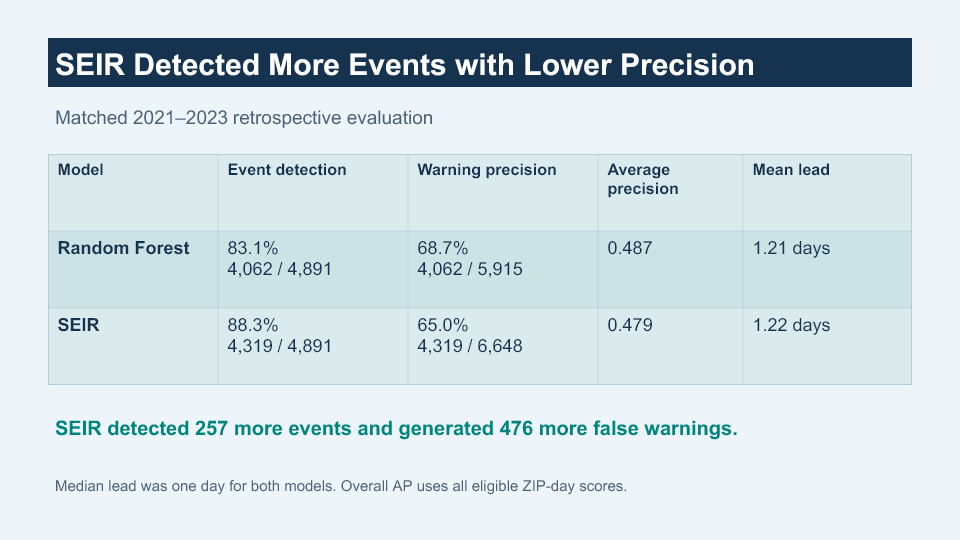 SEIR Detected More Events with Lower Precision
Matched 2021–2023 retrospective evaluation
Model
Event detection
Warning precision
Average
precision
Mean lead
Random Forest
83.1%
4,062 / 4,891
68.7%
4,062 / 5,915
0.487
1.21 days
SEIR
88.3%
4,319 / 4,891
65.0%
4,319 / 6,648
0.479
1.22 days
SEIR detected 257 more events and generated 476 more false warnings.
Median lead was one day for both models. Overall AP uses all eligible ZIP-day scores.